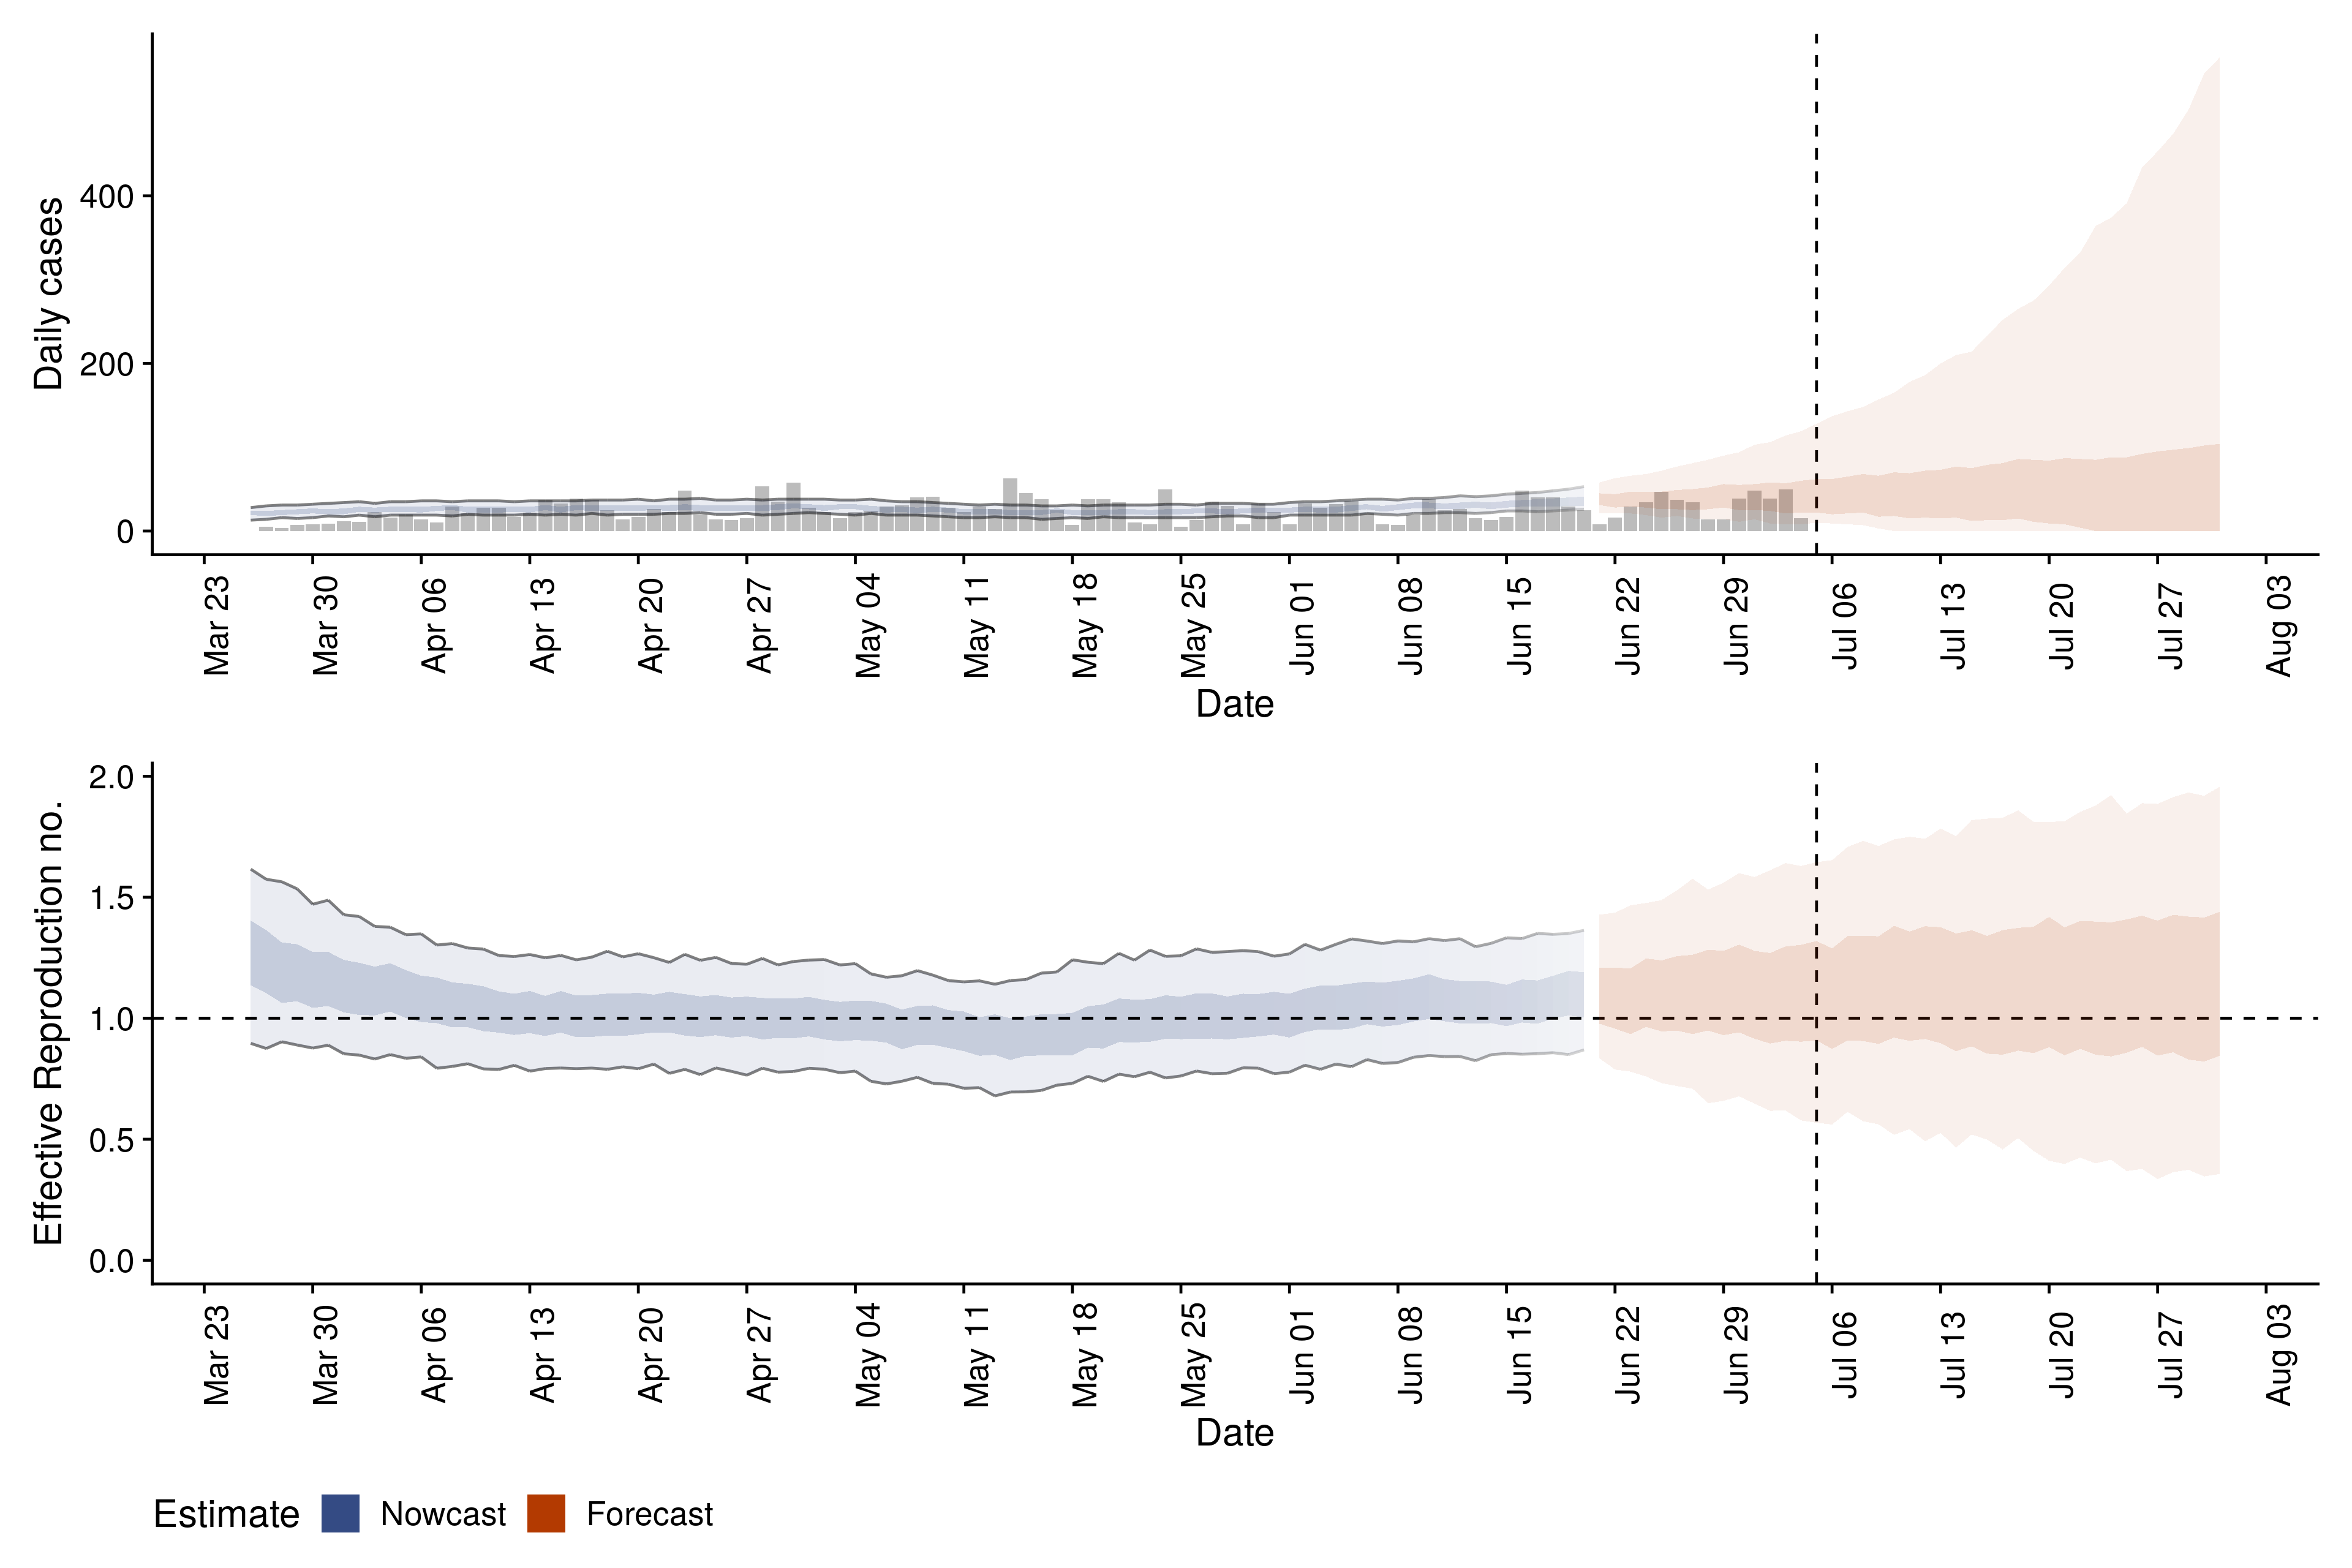 Daily cases
400
200
0
Mar 23 Mar 30 Apr 06 Apr 13 Apr 20 Apr 27 May 04 May 11 May 18 May 25 Jun 01 Jun 08 Jun 15 Jun 22 Jun 29 Jul 06 Jul 13 Jul 20 Jul 27 Aug 03
Date
Effective Reproduction no.
2.0
1.5
1.0
0.5
0.0
Mar 23 Mar 30 Apr 06 Apr 13 Apr 20 Apr 27 May 04 May 11 May 18 May 25 Jun 01 Jun 08 Jun 15 Jun 22 Jun 29 Jul 06 Jul 13 Jul 20 Jul 27 Aug 03
Date
Estimate Nowcast Forecast